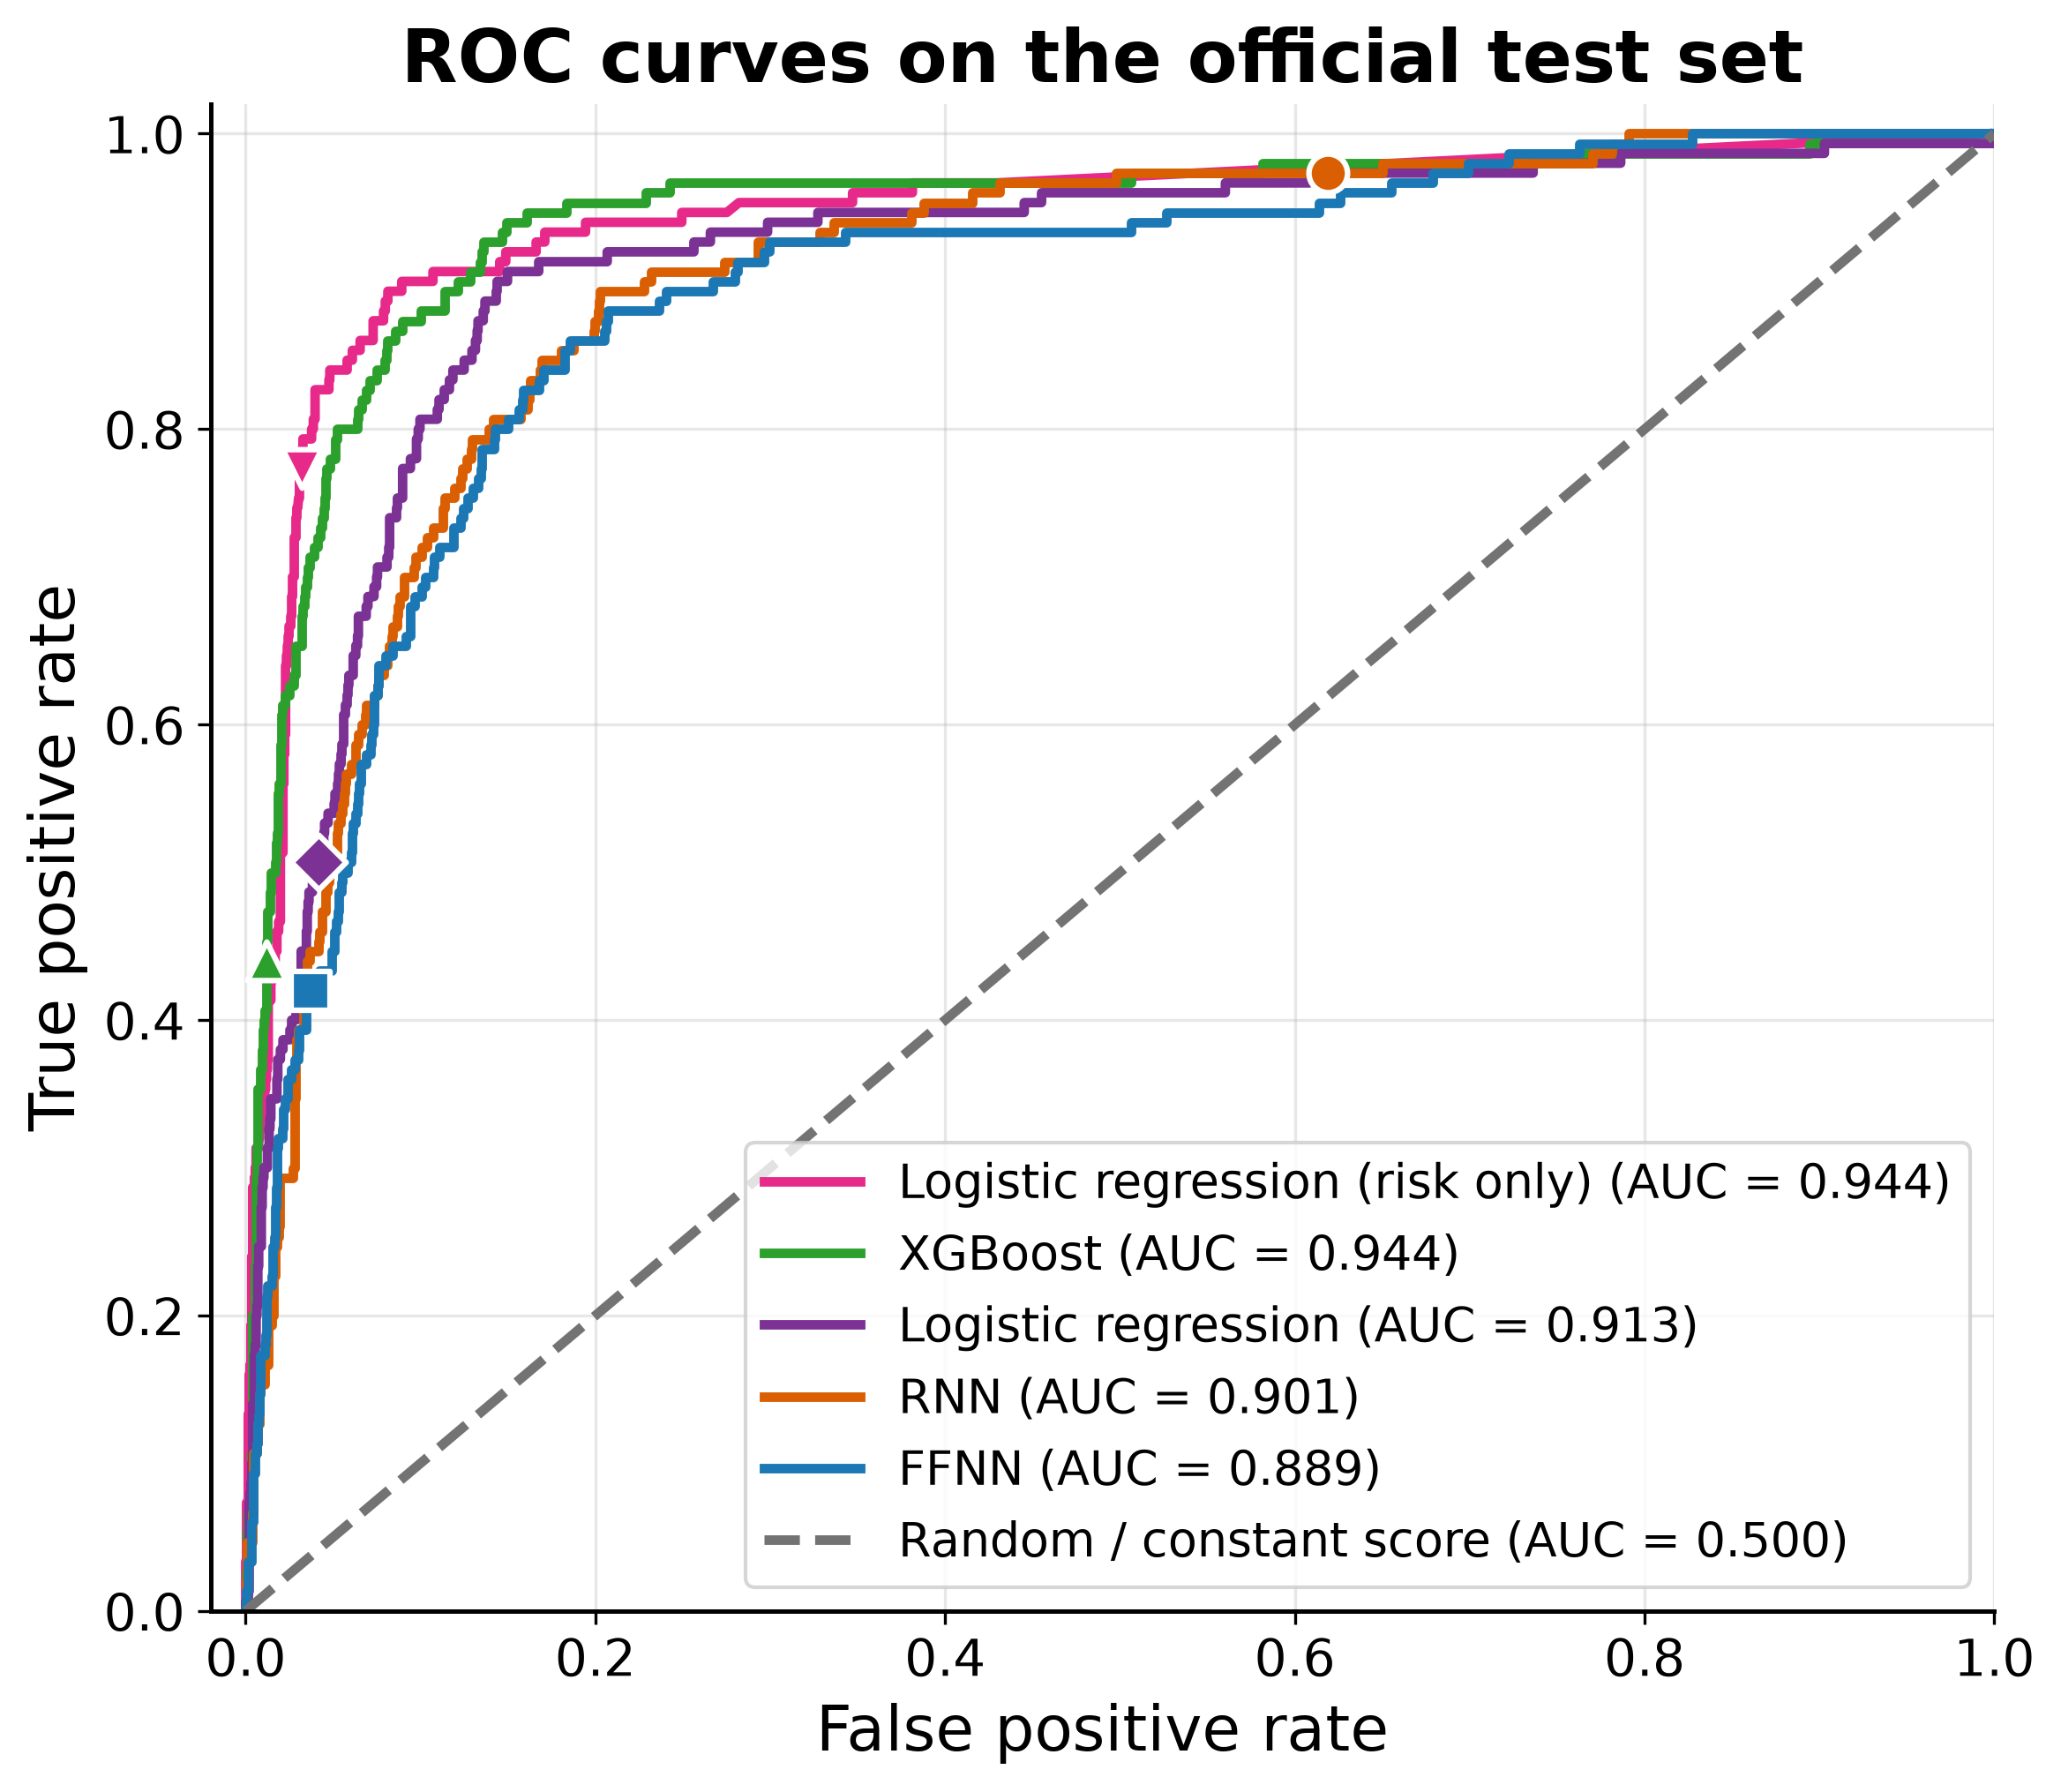 ROC curves on the official test set
True positive rate
1.0
0.8
0.6
0.4
0.2
0.0
Logistic regression (risk only) (AUC = 0.944)
XGBoost (AUC = 0.944)
Logistic regression (AUC = 0.913)
RNN (AUC = 0.901)
FFNN (AUC = 0.889)
Random / constant score (AUC = 0.500)
0.0 0.2 0.4 0.6 0.8 1.0
False positive rate